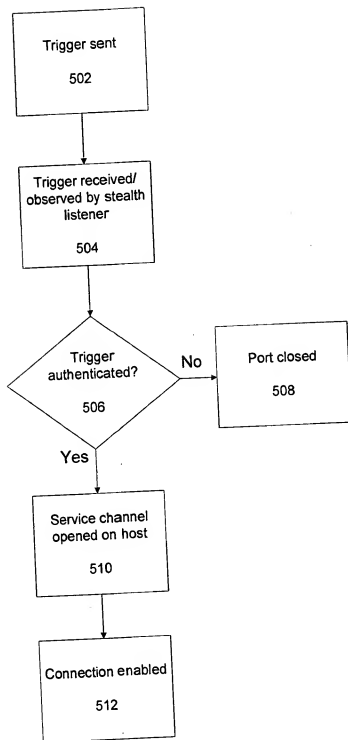 Trigger sent
502
Trigger received/
observed by stealth
listener
504
Trigger
authenticated?
506
No
Port closed
508
Yes
Service channel
opened on host
510
Connection enabled
512